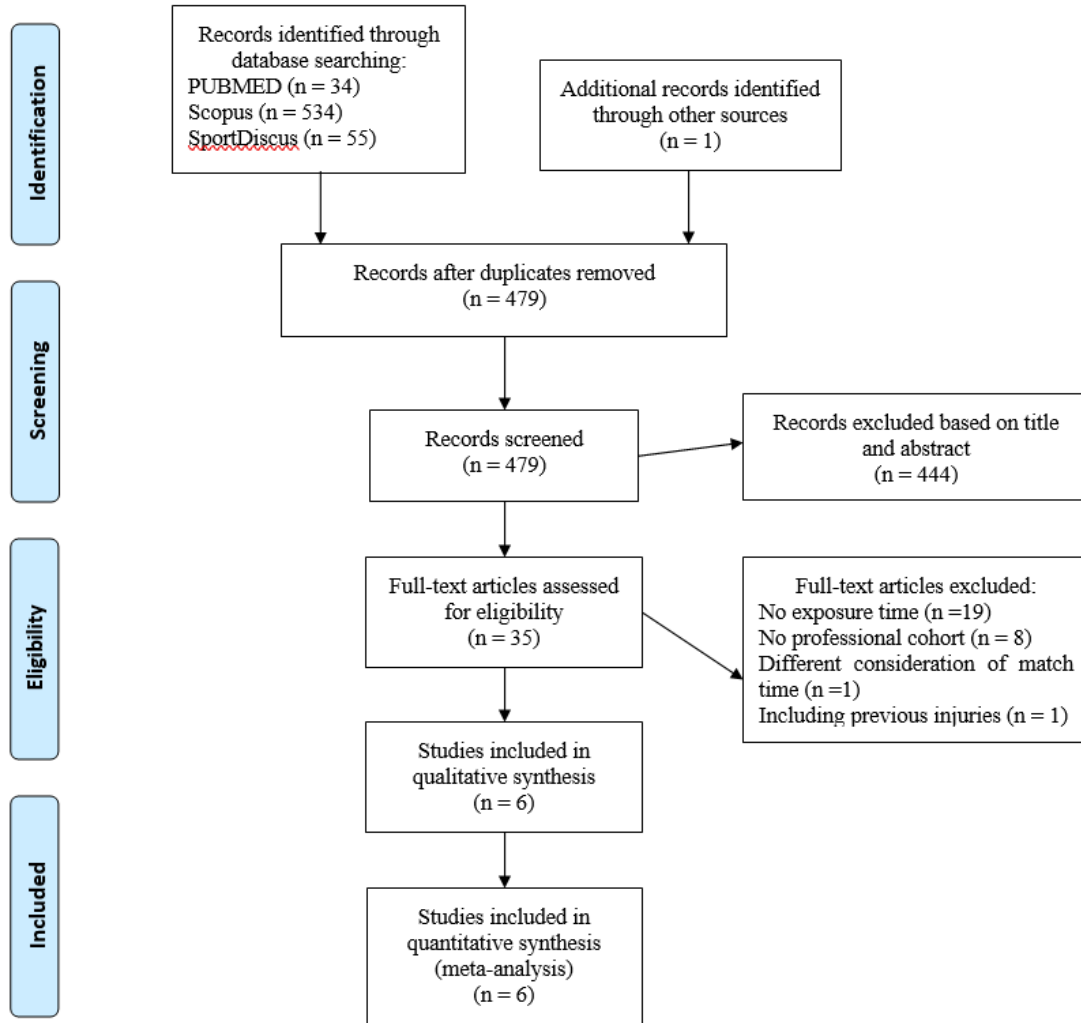 Identification
Records identified through
database searching:
PUBMED (n = 34)
Scopus (n = 534)
SportDiscus (n = 55)
Additional records identified
through other sources
(n = 1)
Records after duplicates removed
(n = 479)
Screening
Records screened
(n = 479)
Records excluded based on title
and abstract
(n = 444)
Eligibility
Full-text articles assessed
for eligibility
(n = 35)
Full-text articles excluded:
No exposure time (n =19)
No professional cohort (n = 8)
Different consideration of match
time (n =1)
Including previous injuries (n = 1)
Studies included in
qualitative synthesis
(n = 6)
Included
Studies included in
quantitative synthesis
(meta-analysis)
(n = 6)